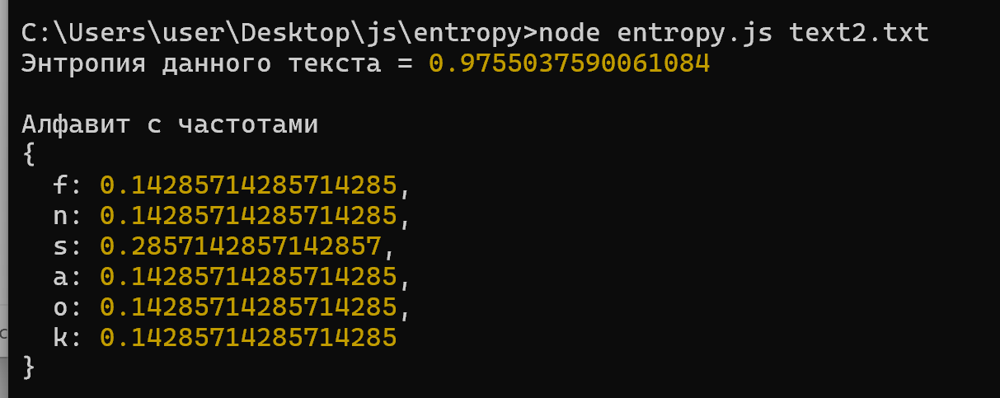 C:\Users\user\Desktop\js\entropy>node entropy.js text2.txt
Энтропия данного текста = 0.9755037590061084
Алфавит с частотами
{
f: 0.14285714285714285,
n: 0.14285714285714285,
s: 0.2857142857142857,
a: 0.14285714285714285,
o: 0.14285714285714285,
k: 0.14285714285714285
}